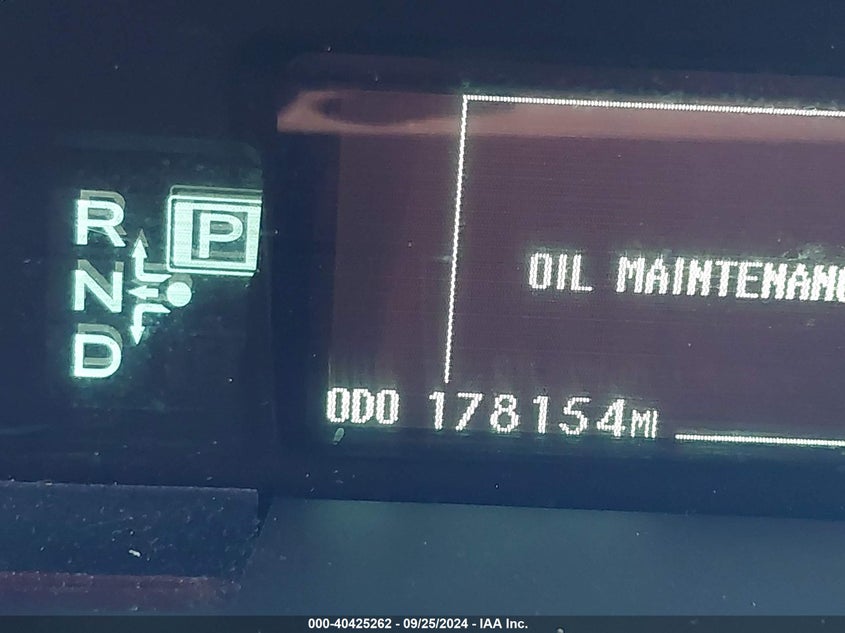 R
P
N
D
OIL MAINTENANC
ODO 178154MI
000-40425262 - 09/25/2024 - IAA Inc.